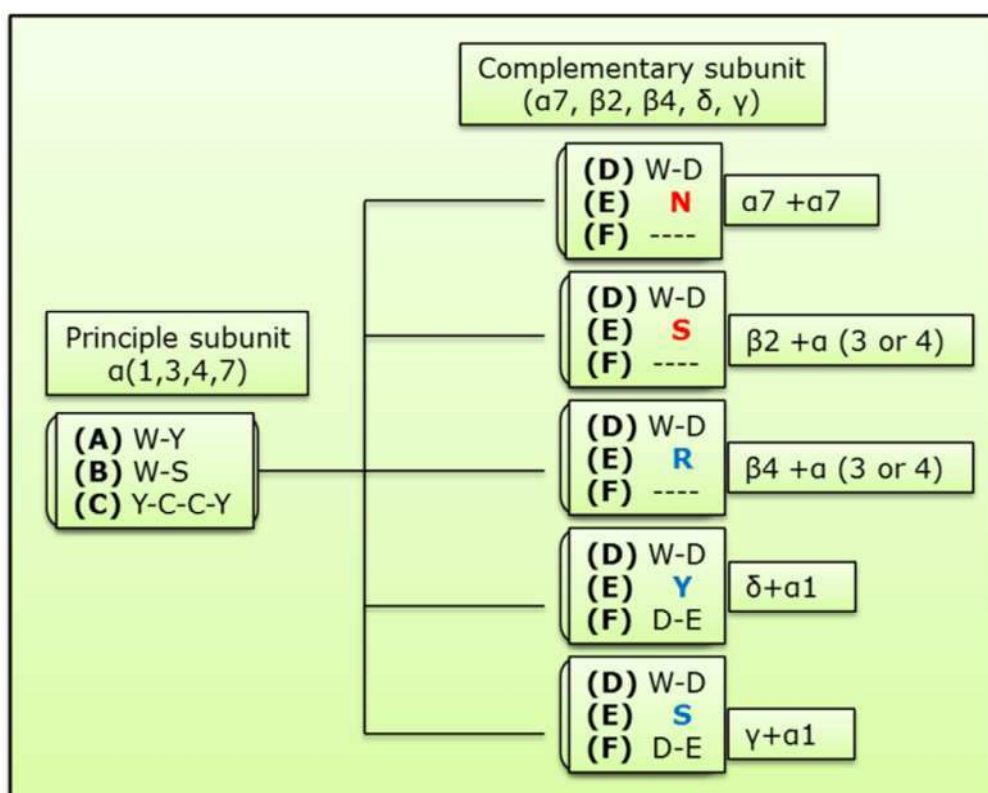 Complementary subunit
(α7, β2, β4, δ, γ)
(D) W-D
(E) N
(F) ----
α7 +α7
(D) W-D
(E) S
(F) ----
β2 +α (3 or 4)
Principle subunit
α(1,3,4,7)
(A) W-Y
(B) W-S
(C) Y-C-C-Y
(D) W-D
(E) R
(F) ----
β4 +α (3 or 4)
(D) W-D
(E) Y
(F) D-E
δ+α1
(D) W-D
(E) S
(F) D-E
γ+α1